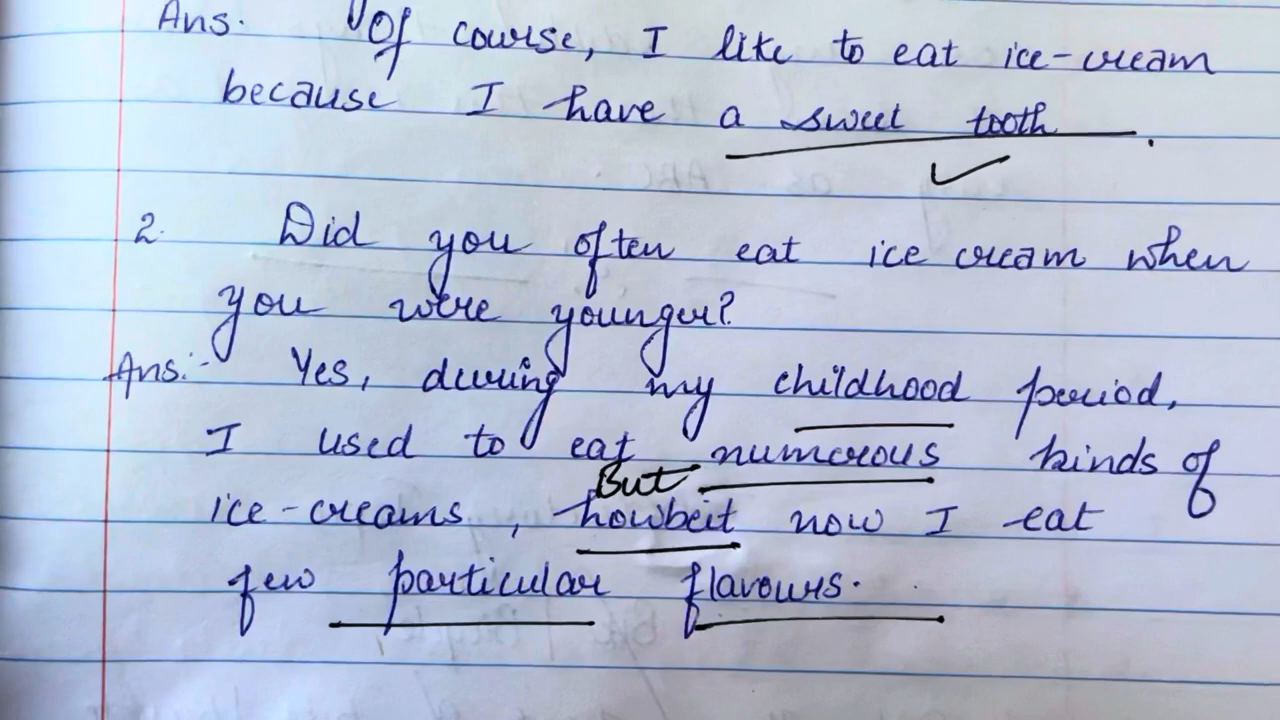 Ans. Of course, I like to eat ice-cream
because I have a sweet tooth.
2. Did you often eat ice cream when
you were younger?
Ans:- Yes, during my childhood period,
I used to eat numerous kinds of
But
ice-creams, howbeit now I eat
few particular flavours.